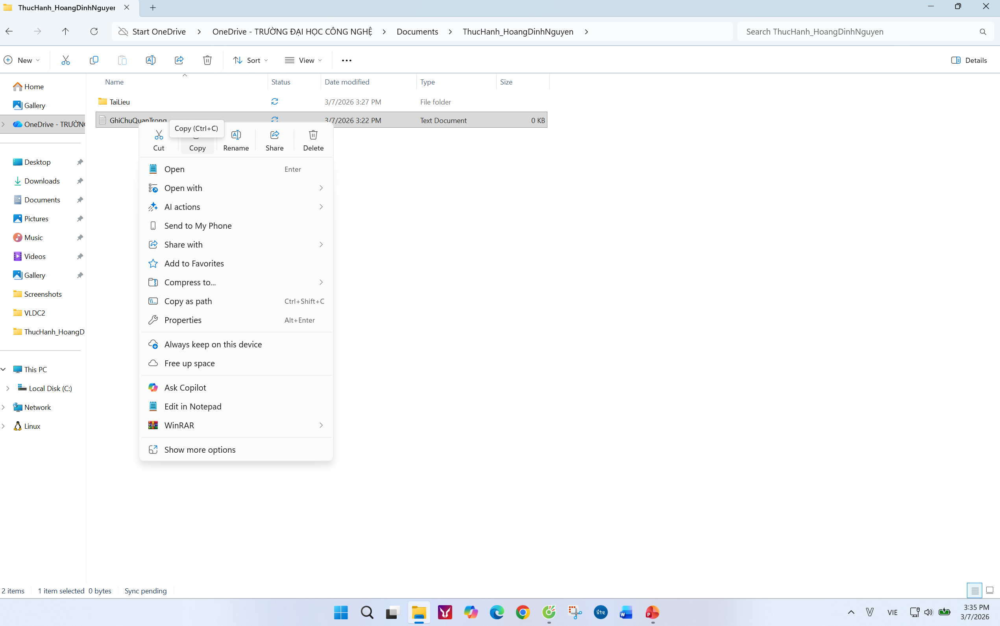 ThucHanh_HoangDinhNguyer
Start OneDrive > OneDrive - TRƯỜNG ĐẠI HỌC CÔNG NGHỆ > Documents > ThucHanh_HoangDinhNguyen >
Search ThucHanh_HoangDinhNguyen
New
Sort
View
Details
Name Status Date modified Type Size
TaiLieu 3/7/2026 3:27 PM File folder
GhiChuQuanTrong 3/7/2026 3:22 PM Text Document 0 KB
Home
Gallery
OneDrive - TRƯỜNG
Desktop
Downloads
Documents
Pictures
Music
Videos
Gallery
Screenshots
VLDC2
ThucHanh_HoangD
This PC
Local Disk (C:)
Network
Linux
Copy (Ctrl+C)
Cut Copy Rename Share Delete
Open Enter
Open with
AI actions
Send to My Phone
Share with
Add to Favorites
Compress to...
Copy as path Ctrl+Shift+C
Properties Alt+Enter
Always keep on this device
Free up space
Ask Copilot
Edit in Notepad
WinRAR
Show more options
2 items 1 item selected 0 bytes Sync pending
lite
VIE
3:35 PM
3/7/2026